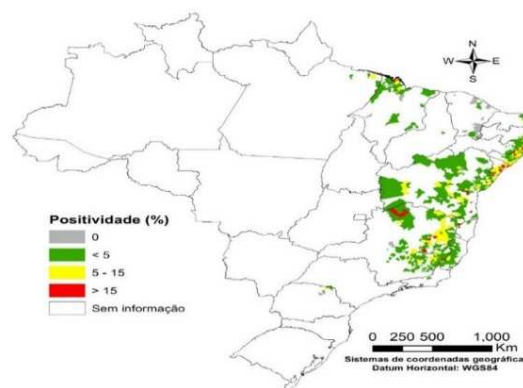 N
W E
S
Positividade (%)
0
< 5
5 - 15
> 15
Sem informação
0 250 500 1,000
Km
Sistemas de coordenadas geográfica
Datum Horizontal: WGS84